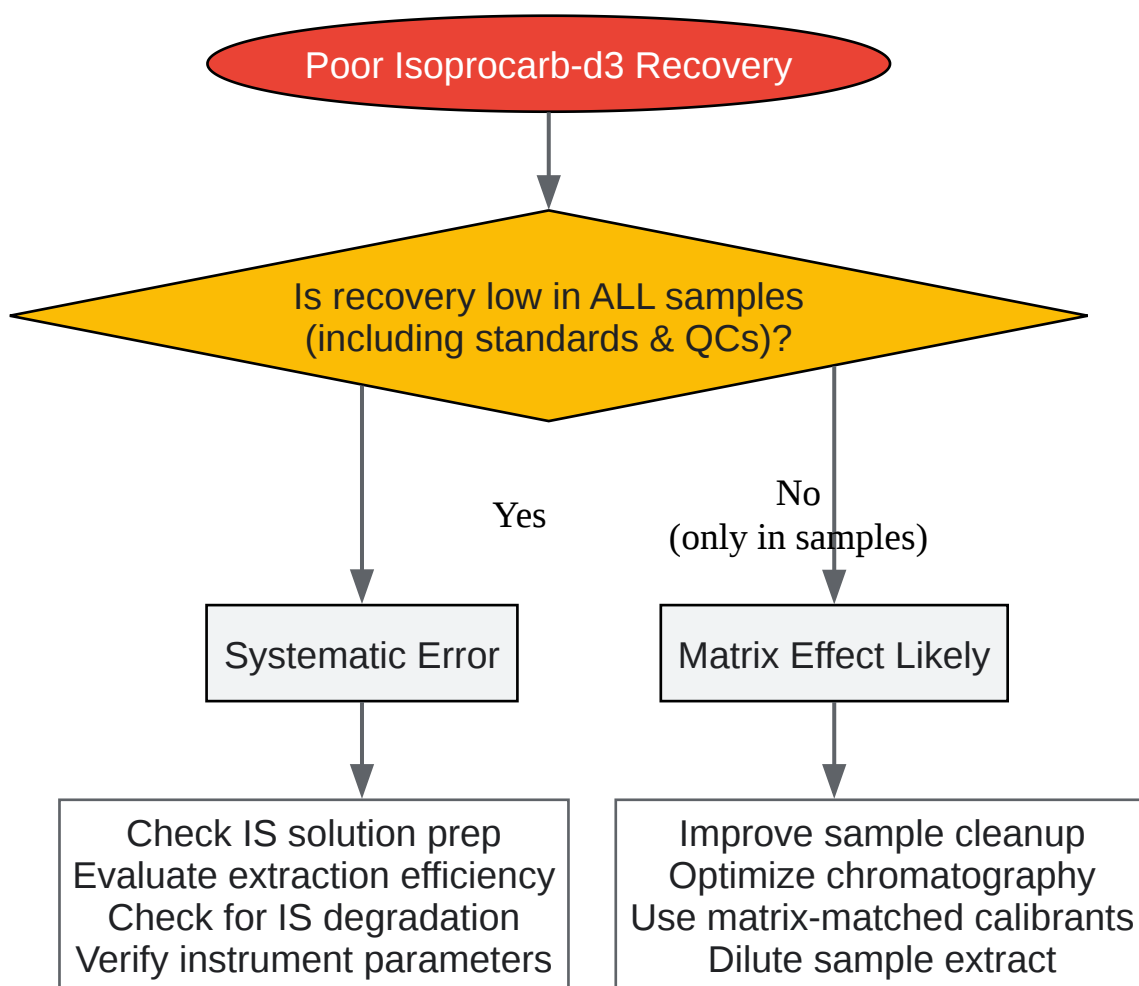 Poor Isoprocarb-d3 Recovery
Is recovery low in ALL samples
(including standards & QCs)?
Yes
No
(only in samples)
Systematic Error
Matrix Effect Likely
Check IS solution prep
Evaluate extraction efficiency
Check for IS degradation
Verify instrument parameters
Improve sample cleanup
Optimize chromatography
Use matrix-matched calibrants
Dilute sample extract